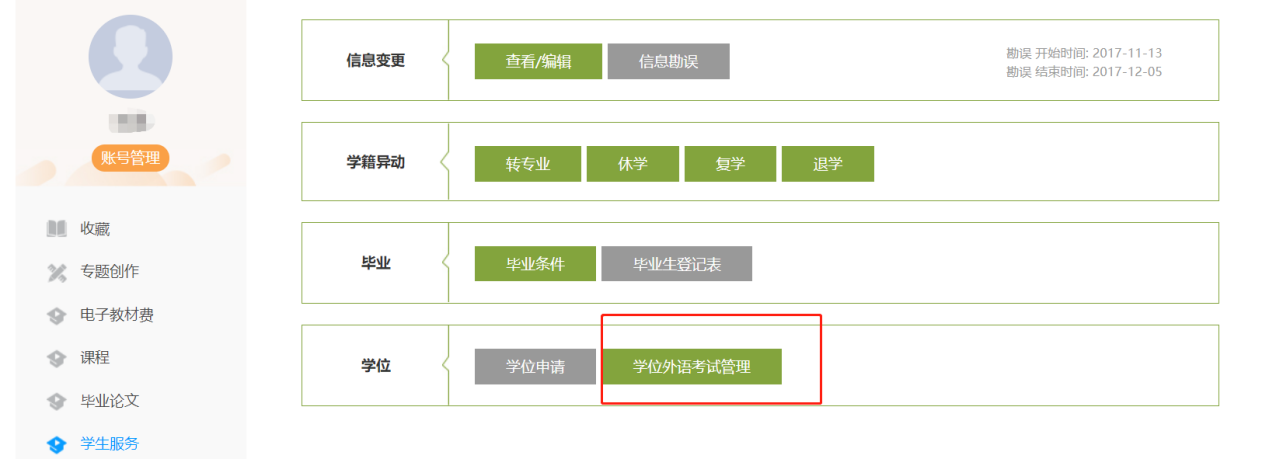 账号管理
收藏
专题创作
电子教材费
课程
毕业论文
学生服务
信息变更
查看/编辑
信息勘误
勘误 开始时间: 2017-11-13
勘误 结束时间: 2017-12-05
学籍异动
转专业
休学
复学
退学
毕业
毕业条件
毕业生登记表
学位
学位申请
学位外语考试管理